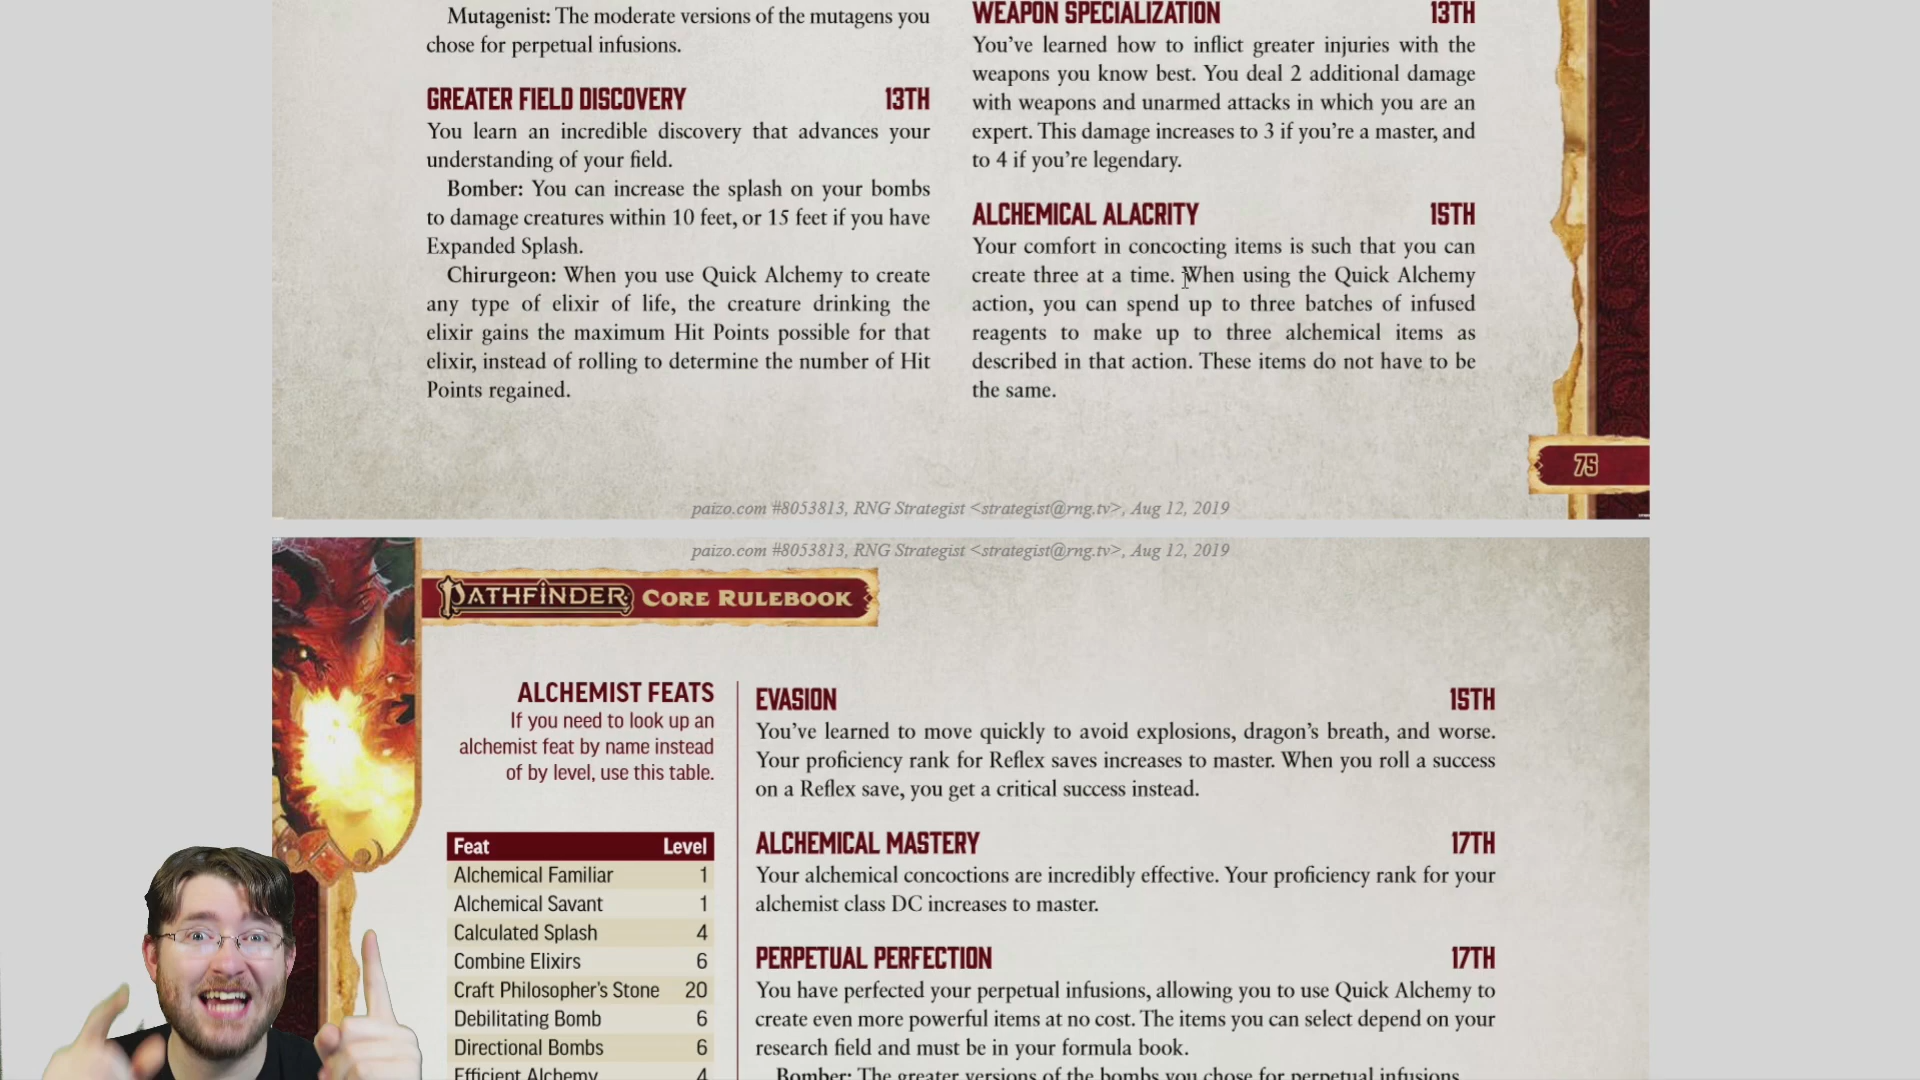 Mutagenist: The moderate versions of the mutagens you
chose for perpetual infusions.
GREATER FIELD DISCOVERY 13TH
You learn an incredible discovery that advances your
understanding of your field.
Bomber: You can increase the splash on your bombs
to damage creatures within 10 feet, or 15 feet if you have
Expanded Splash.
Chirurgeon: When you use Quick Alchemy to create
any type of elixir of life, the creature drinking the
elixir gains the maximum Hit Points possible for that
elixir, instead of rolling to determine the number of Hit
Points regained.
WEAPON SPECIALIZATION 13TH
You've learned how to inflict greater injuries with the
weapons you know best. You deal 2 additional damage
with weapons and unarmed attacks in which you are an
expert. This damage increases to 3 if you're a master, and
to 4 if you're legendary.
ALCHEMICAL ALACRITY 15TH
Your comfort in concocting items is such that you can
create three at a time. When using the Quick Alchemy
action, you can spend up to three batches of infused
reagents to make up to three alchemical items as
described in that action. These items do not have to be
the same.
75
paizo.com #8053813, RNG Strategist <strategist@rng.tv>, Aug 12, 2019
paizo.com #8053813, RNG Strategist <strategist@rng.tv>, Aug 12, 2019
PATHFINDER CORE RULEBOOK
ALCHEMIST FEATS
If you need to look up an
alchemist feat by name instead
of by level, use this table.
Feat Level
Alchemical Familiar 1
Alchemical Savant 1
Calculated Splash 4
Combine Elixirs 6
Craft Philosopher's Stone 20
Debilitating Bomb 6
Directional Bombs 6
Efficient Alchemy 4
EVASION 15TH
You've learned to move quickly to avoid explosions, dragon's breath, and worse.
Your proficiency rank for Reflex saves increases to master. When you roll a success
on a Reflex save, you get a critical success instead.
ALCHEMICAL MASTERY 17TH
Your alchemical concoctions are incredibly effective. Your proficiency rank for your
alchemist class DC increases to master.
PERPETUAL PERFECTION 17TH
You have perfected your perpetual infusions, allowing you to use Quick Alchemy to
create even more powerful items at no cost. The items you can select depend on your
research field and must be in your formula book.
Bomber: The greater versions of the bombs you chose for perpetual infusions.